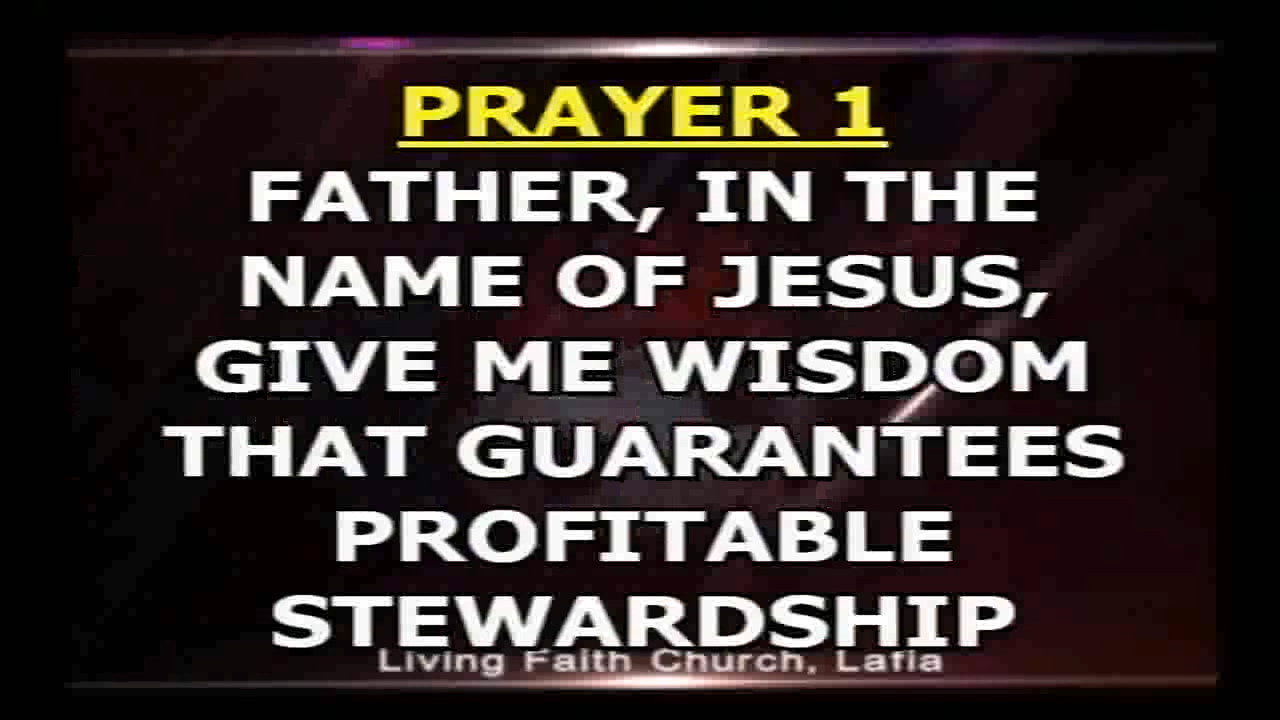 PRAYER 1
FATHER, IN THE
NAME OF JESUS,
GIVE ME WISDOM
THAT GUARANTEES
PROFITABLE
STEWARDSHIP
Living Faith Church, Lafia